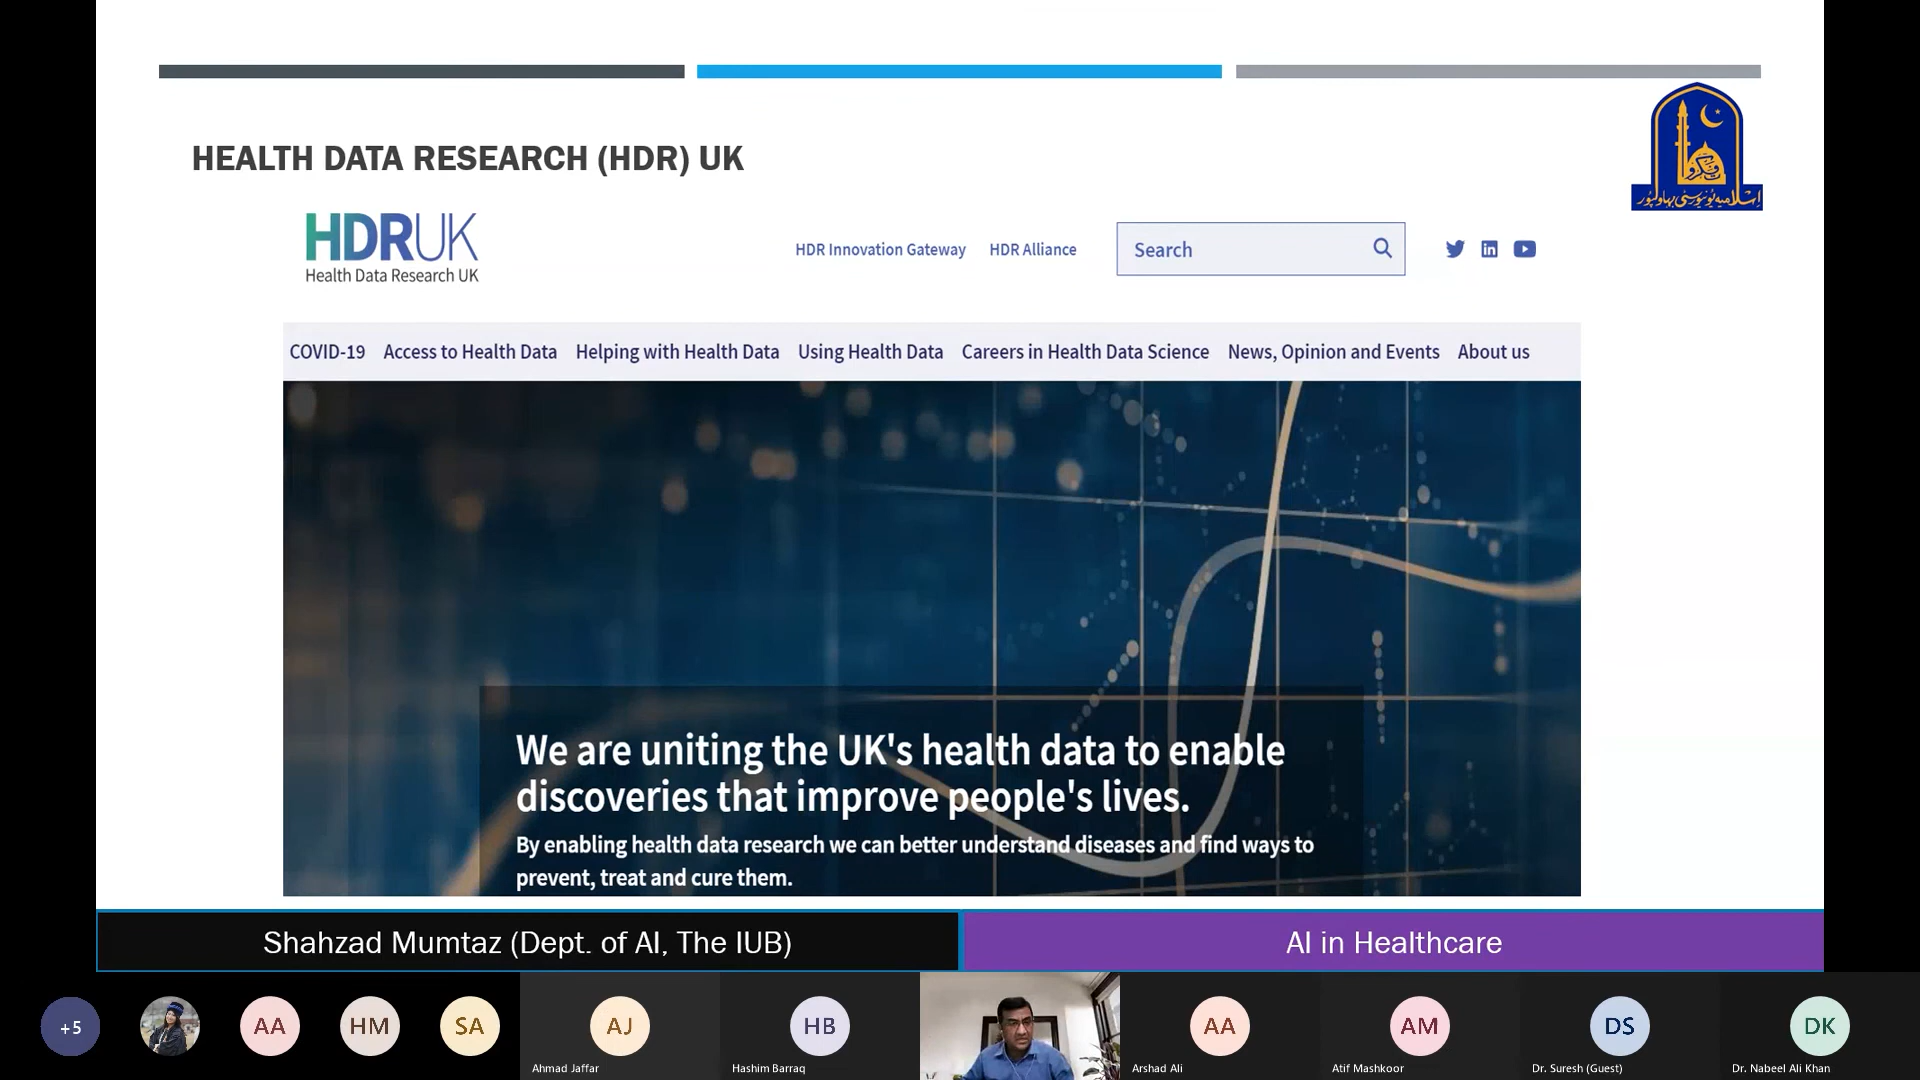 HEALTH DATA RESEARCH (HDR) UK
اسلامیہ یونیورسٹی بہاولپور
HDRUK
Health Data Research UK
HDR Innovation Gateway HDR Alliance Search
COVID-19 Access to Health Data Helping with Health Data Using Health Data Careers in Health Data Science News, Opinion and Events About us
We are uniting the UK's health data to enable
discoveries that improve people's lives.
By enabling health data research we can better understand diseases and find ways to
prevent, treat and cure them.
Shahzad Mumtaz (Dept. of AI, The IUB) AI in Healthcare
+5 AA HM SA AJ HB AA AM DS DK
Ahmad Jaffar Hashim Barraq Arshad Ali Atif Mashkoor Dr. Suresh (Guest) Dr. Nabeel Ali Khan